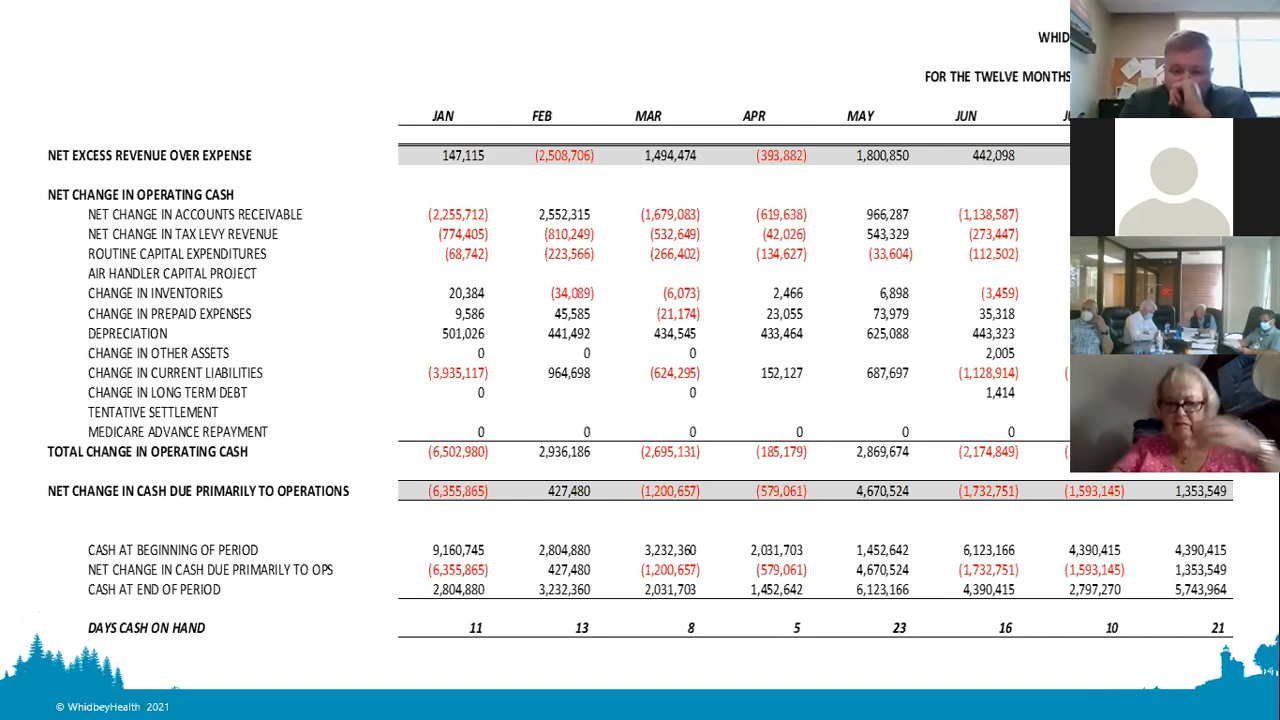 WHID
FOR THE TWELVE MONTHS
JAN FEB MAR APR MAY JUN
NET EXCESS REVENUE OVER EXPENSE 147,115 (2,508,706) 1,494,474 (393,882) 1,800,850 442,098
NET CHANGE IN OPERATING CASH
NET CHANGE IN ACCOUNTS RECEIVABLE (2,255,712) 2,552,315 (1,679,083) (619,638) 966,287 (1,138,587)
NET CHANGE IN TAX LEVY REVENUE (774,405) (810,249) (532,649) (42,026) 543,329 (273,447)
ROUTINE CAPITAL EXPENDITURES (68,742) (223,566) (266,402) (134,627) (33,604) (112,502)
AIR HANDLER CAPITAL PROJECT
CHANGE IN INVENTORIES 20,384 (34,089) (6,073) 2,466 6,898 (3,459)
CHANGE IN PREPAID EXPENSES 9,586 45,585 (21,174) 23,055 73,979 35,318
DEPRECIATION 501,026 441,492 434,545 433,464 625,088 443,323
CHANGE IN OTHER ASSETS 0 0 0 2,005
CHANGE IN CURRENT LIABILITIES (3,935,117) 964,698 (624,295) 152,127 687,697 (1,128,914) (
CHANGE IN LONG TERM DEBT 0 0 1,414
TENTATIVE SETTLEMENT
MEDICARE ADVANCE REPAYMENT 0 0 0 0 0 0
TOTAL CHANGE IN OPERATING CASH (6,502,980) 2,936,186 (2,695,131) (185,179) 2,869,674 (2,174,849) (
NET CHANGE IN CASH DUE PRIMARILY TO OPERATIONS (6,355,865) 427,480 (1,200,657) (579,061) 4,670,524 (1,732,751) (1,593,145) 1,353,549
CASH AT BEGINNING OF PERIOD 9,160,745 2,804,880 3,232,360 2,031,703 1,452,642 6,123,166 4,390,415 4,390,415
NET CHANGE IN CASH DUE PRIMARILY TO OPS (6,355,865) 427,480 (1,200,657) (579,061) 4,670,524 (1,732,751) (1,593,145) 1,353,549
CASH AT END OF PERIOD 2,804,880 3,232,360 2,031,703 1,452,642 6,123,166 4,390,415 2,797,270 5,743,964
DAYS CASH ON HAND 11 13 8 5 23 16 10 21
© WhidbeyHealth 2021